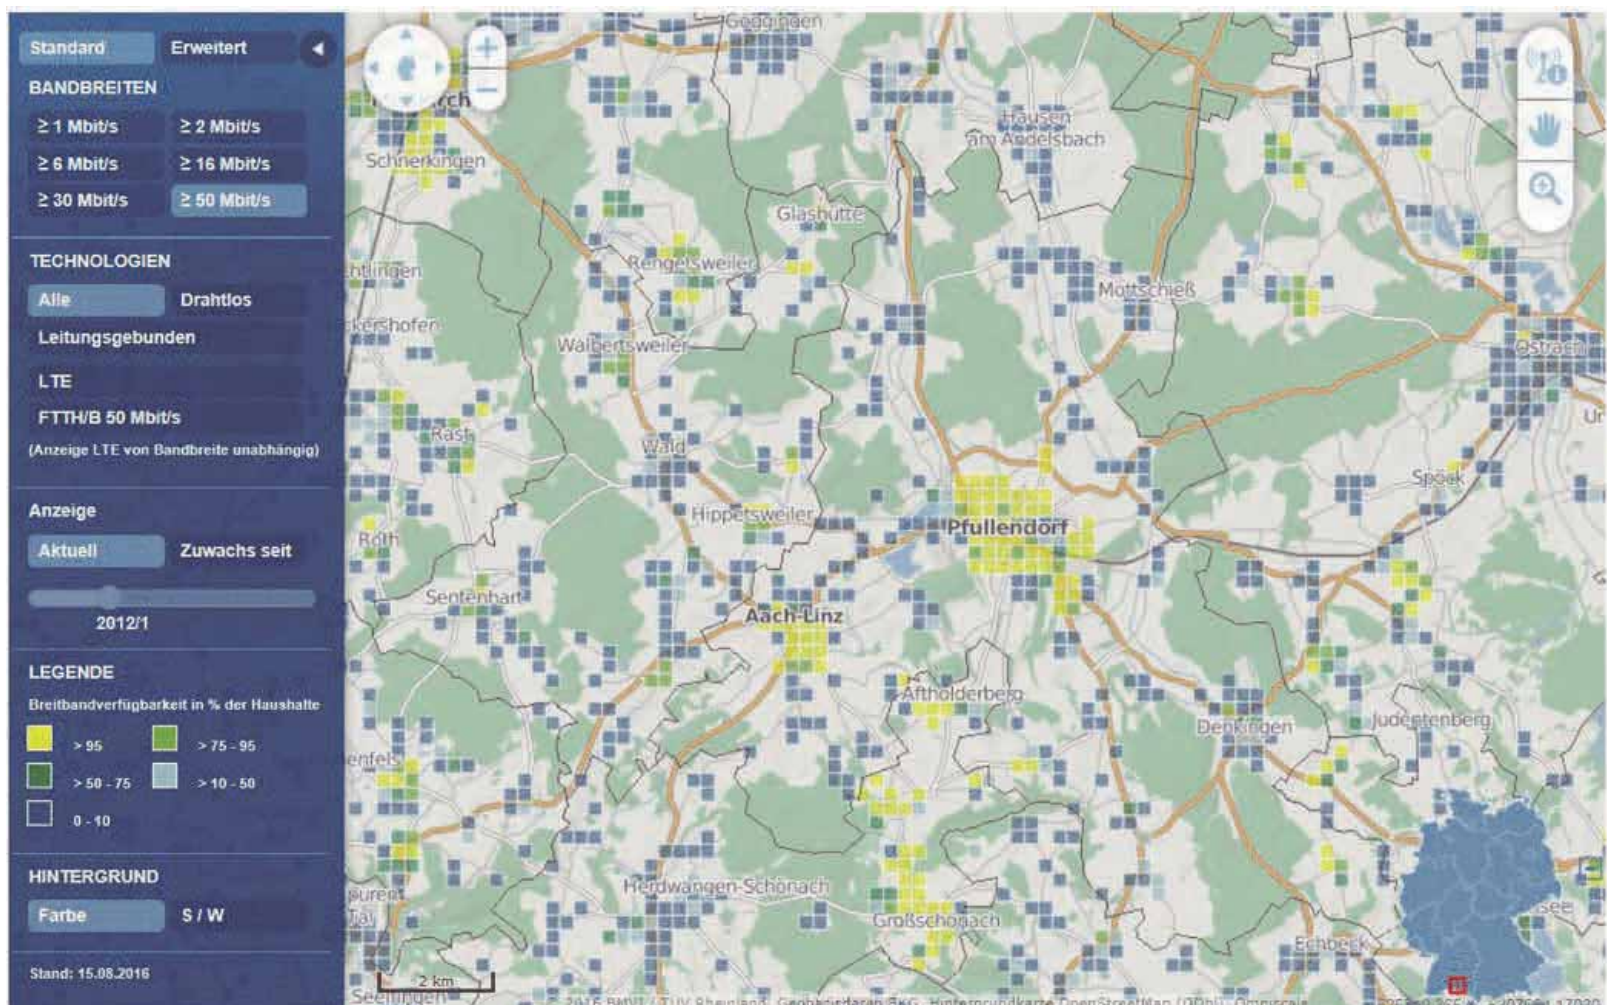 Standard Erweitert
BANDBREITEN
≥ 1 Mbit/s ≥ 2 Mbit/s
≥ 6 Mbit/s ≥ 16 Mbit/s
≥ 30 Mbit/s ≥ 50 Mbit/s
TECHNOLOGIEN
Alle Drahtlos
Leitungsgebunden
LTE
FTTH/B 50 Mbit/s
(Anzeige LTE von Bandbreite unabhängig)
Anzeige
Aktuell Zuwachs seit
2012/1
LEGENDE
Breitbandverfügbarkeit in % der Haushalte
> 95 > 75 - 95
> 50 - 75 > 10 - 50
0 - 10
HINTERGRUND
Farbe S / W
Stand: 15.08.2016
Göggingen
Hausen
am Andelsbach
Schnerkingen
Glashütte
Rengetsweiler
Mottschieß
Walbertsweiler
Ostrach
Rast
Wald
Spöck
Hippetsweiler
Pfullendorf
Roth
Sentenhart
Aach-Linz
Aftholderberg
Denkingen
Judentenberg
enfels
Herdwangen-Schönach
Großschönach
Echbeck
2 km